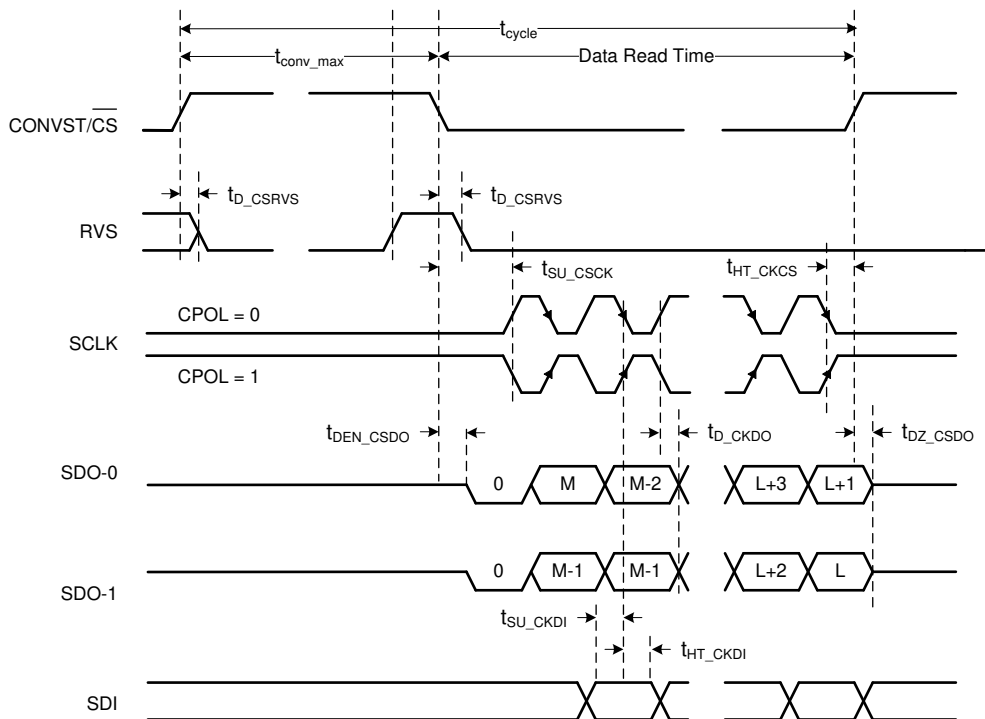 t_cycle
t_conv_max
Data Read Time
CONVST/C̅S̅
t_D_CSRVS
t_D_CSRVS
RVS
t_SU_CSCK
t_HT_CKCS
CPOL = 0
SCLK
CPOL = 1
t_DEN_CSDO
t_D_CKDO
t_DZ_CSDO
SDO-0
0 M M-2 L+3 L+1
SDO-1
0 M-1 M-1 L+2 L
t_SU_CKDI
t_HT_CKDI
SDI